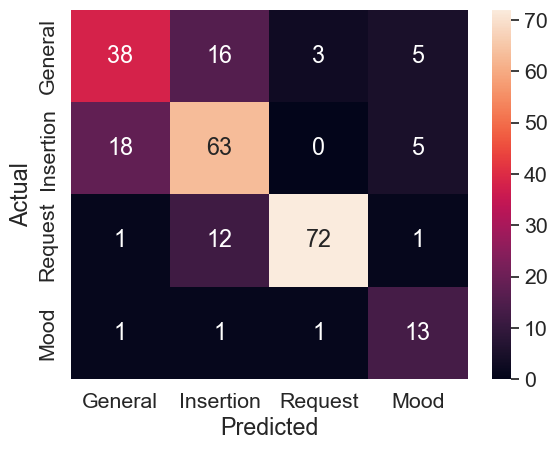 General 38 16 3 5
Insertion 18 63 0 5
Request 1 12 72 1
Mood 1 1 1 13
General Insertion Request Mood
Predicted
Actual
70
60
50
40
30
20
10
0